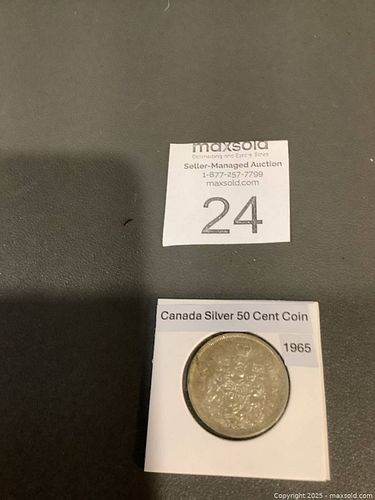 maxsold
Downsizing and Estate Sales
Seller-Managed Auction
1-877-257-7799
maxsold.com
24
Canada Silver 50 Cent Coin
1965
Copyright 2025 - maxsold.com